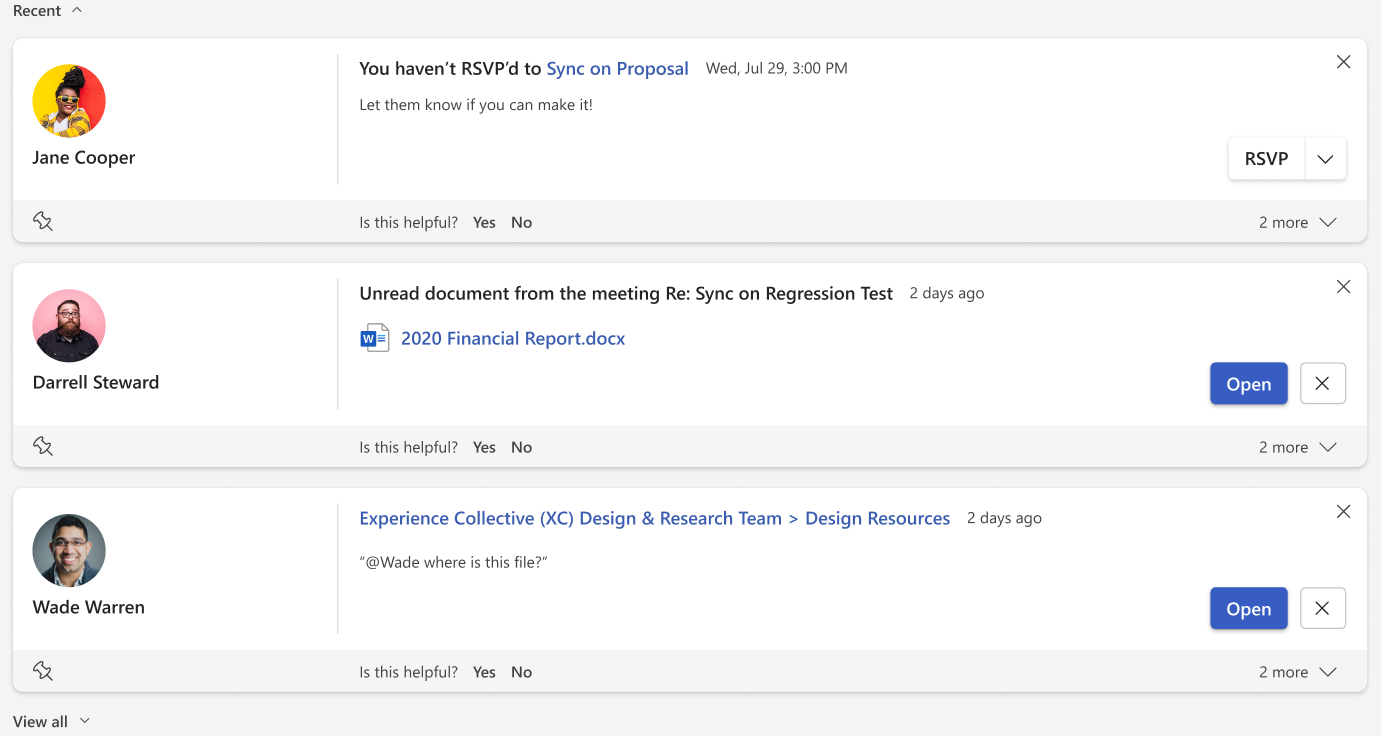 Recent
You haven’t RSVP’d to Sync on Proposal Wed, Jul 29, 3:00 PM
Let them know if you can make it!
Jane Cooper
RSVP
Is this helpful? Yes No 2 more
Unread document from the meeting Re: Sync on Regression Test 2 days ago
W 2020 Financial Report.docx
Darrell Steward
Open
Is this helpful? Yes No 2 more
Experience Collective (XC) Design & Research Team > Design Resources 2 days ago
“@Wade where is this file?”
Wade Warren
Open
Is this helpful? Yes No 2 more
View all